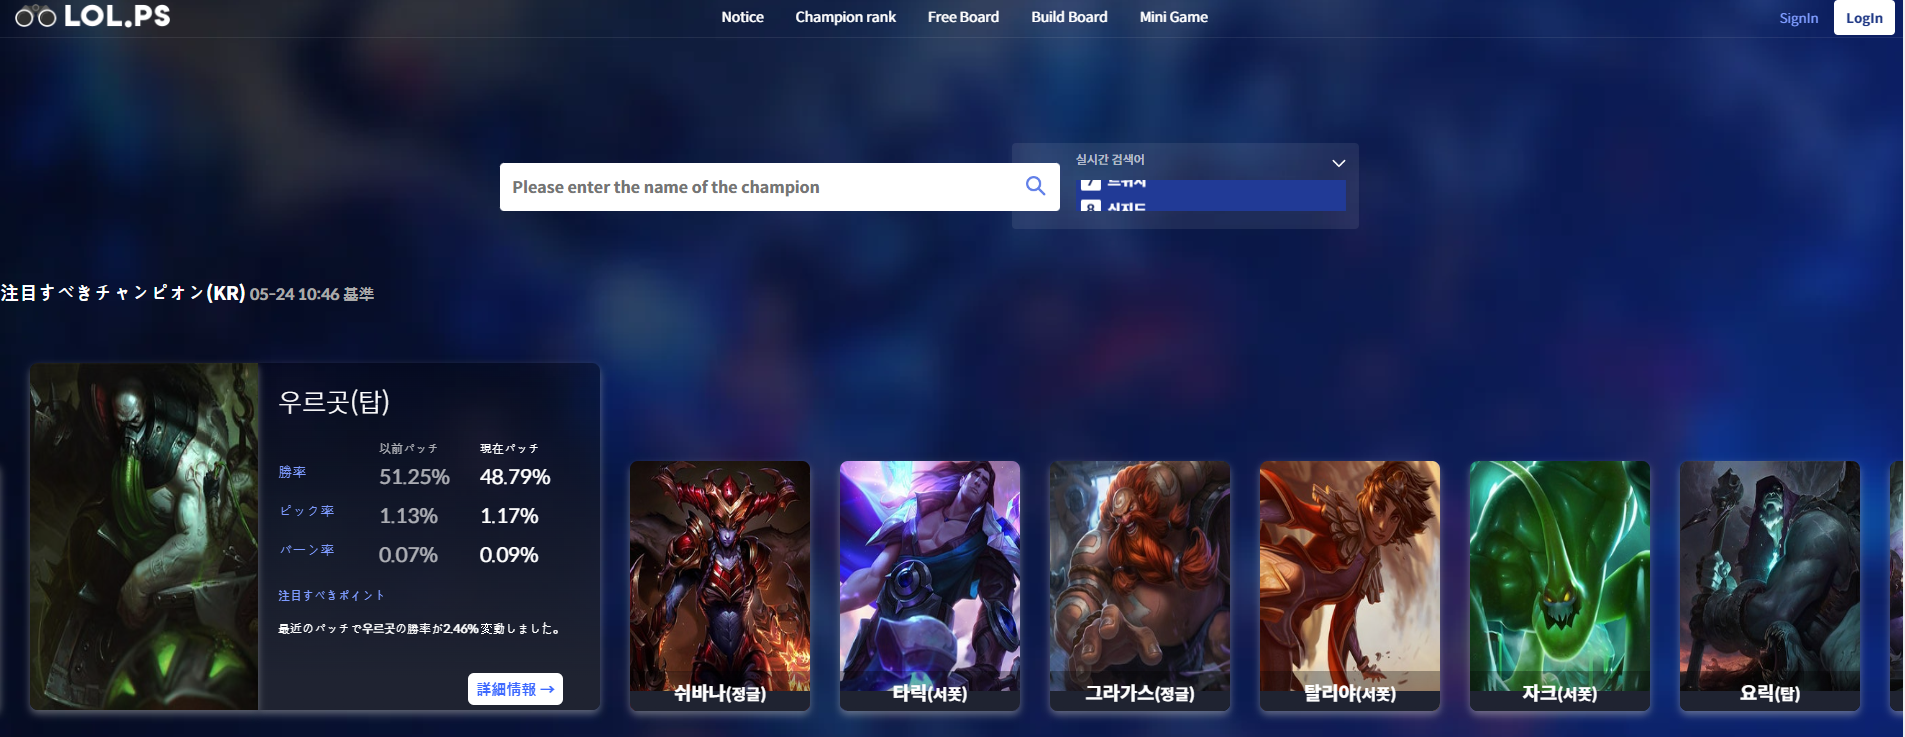 LOL.PS
Notice Champion rank Free Board Build Board Mini Game
SignIn LogIn
실시간 검색어
Please enter the name of the champion
7
8 신지드
注目すべきチャンピオン(KR) 05-24 10:46 基準
우르곳(탑)
以前パッチ 現在パッチ
勝率 51.25% 48.79%
ピック率 1.13% 1.17%
パーン率 0.07% 0.09%
注目すべきポイント
最近のパッチで우르곳の勝率が2.46%変動しました。
詳細情報 →
쉬바나(정글)
타릭(서폿)
그라가스(정글)
탈리야(서폿)
자크(서폿)
요릭(탑)